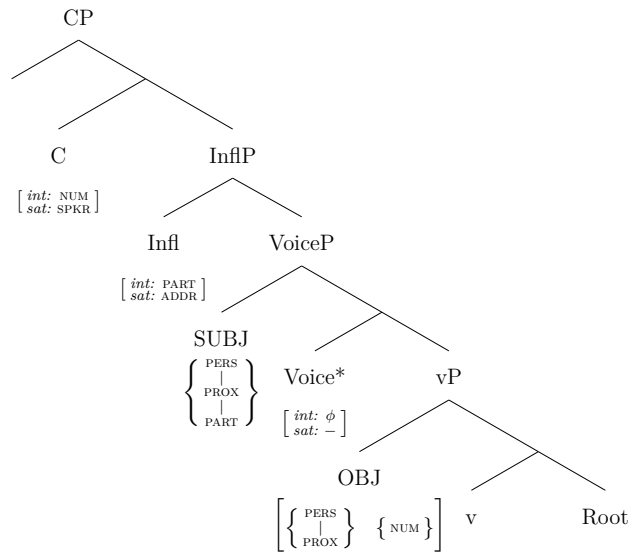 CP
C
InflP
[ int: NUM
sat: SPKR ]
Infl
VoiceP
[ int: PART
sat: ADDR ]
SUBJ
{ PERS
|
PROX
|
PART }
Voice*
vP
[ int: ϕ
sat: − ]
OBJ
v
Root
[ { PERS
|
PROX } { NUM } ]